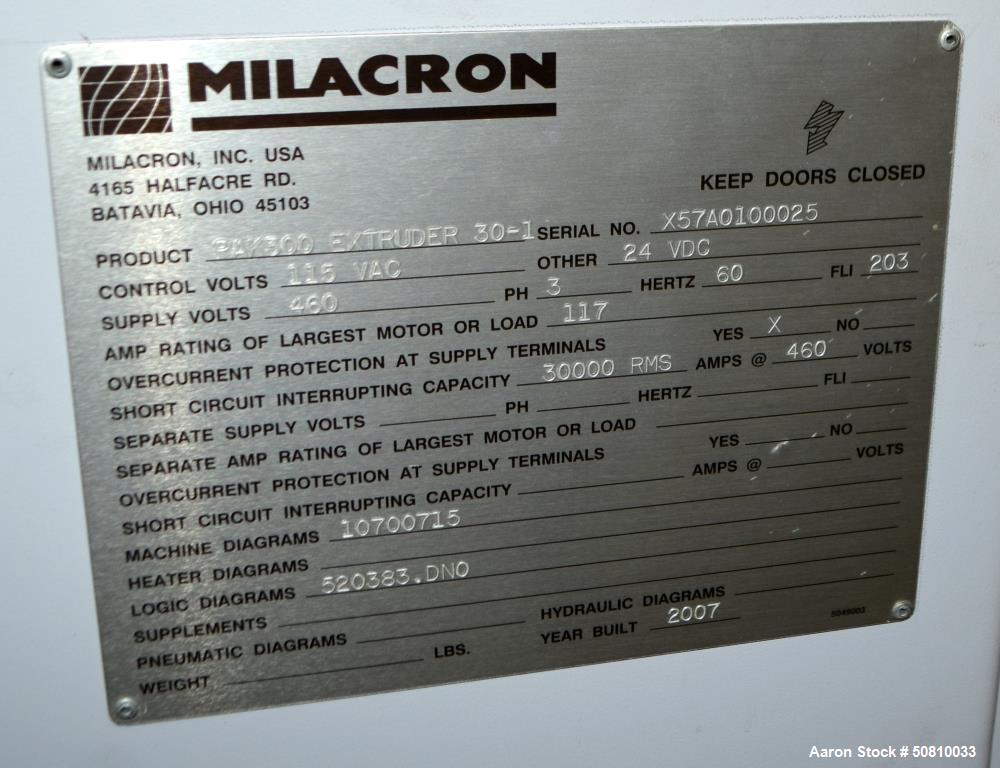 MILACRON
MILACRON, INC. USA
4165 HALFACRE RD.
BATAVIA, OHIO 45103
KEEP DOORS CLOSED
PRODUCT PAK300 EXTRUDER 30-1 SERIAL NO. X57A0100025
CONTROL VOLTS 115 VAC OTHER 24 VDC
SUPPLY VOLTS 460 PH 3 HERTZ 60 FLI 203
AMP RATING OF LARGEST MOTOR OR LOAD 117
OVERCURRENT PROTECTION AT SUPPLY TERMINALS YES X NO
SHORT CIRCUIT INTERRUPTING CAPACITY 30000 RMS AMPS @ 460 VOLTS
SEPARATE SUPPLY VOLTS PH HERTZ FLI
SEPARATE AMP RATING OF LARGEST MOTOR OR LOAD
OVERCURRENT PROTECTION AT SUPPLY TERMINALS YES NO
SHORT CIRCUIT INTERRUPTING CAPACITY AMPS @ VOLTS
MACHINE DIAGRAMS 10700715
HEATER DIAGRAMS
LOGIC DIAGRAMS 520383.DNO
SUPPLEMENTS
PNEUMATIC DIAGRAMS HYDRAULIC DIAGRAMS
WEIGHT LBS. YEAR BUILT 2007
5049003
Aaron Stock # 50810033